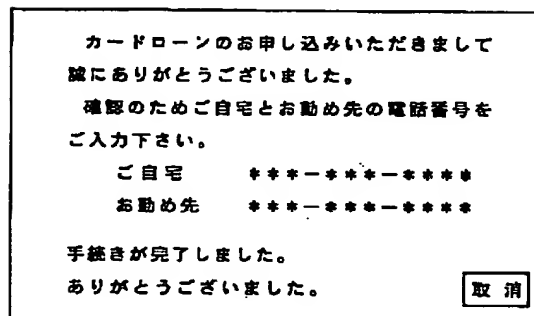 カードローンのお申し込みいただきまして
誠にありがとうございました。
確認のためご自宅とお勤め先の電話番号を
ご入力下さい。
ご自宅 ***-***-****
お勤め先 ***-***-****
手続きが完了しました。
ありがとうございました。
取消